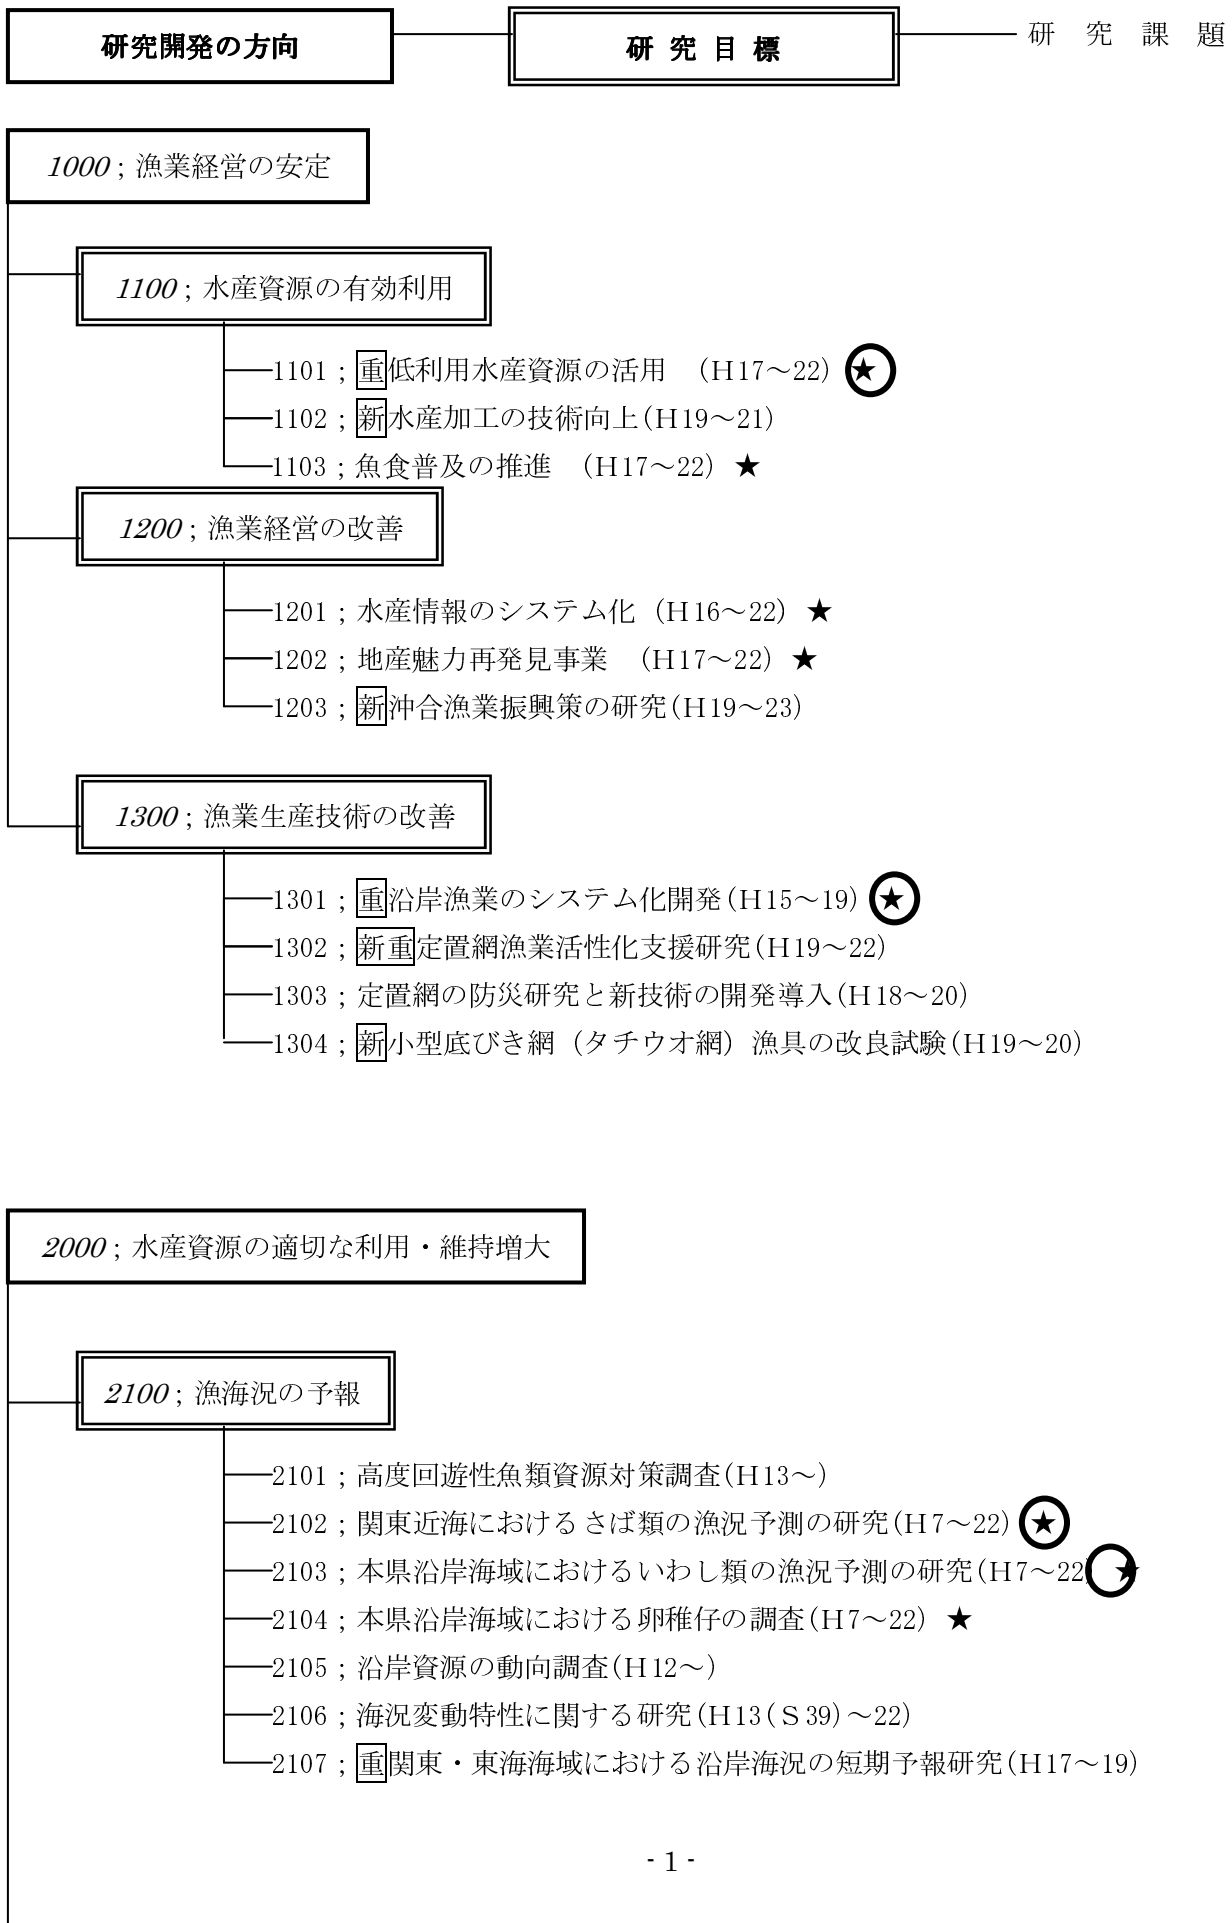 研究開発の方向 研究目標 研究課題
1000；漁業経営の安定
1100；水産資源の有効利用
1101；重低利用水産資源の活用　（H17～22）★
1102；新水産加工の技術向上（H19～21）
1103；魚食普及の推進　（H17～22）★
1200；漁業経営の改善
1201；水産情報のシステム化（H16～22）★
1202；地産魅力再発見事業　（H17～22）★
1203；新沖合漁業振興策の研究（H19～23）
1300；漁業生産技術の改善
1301；重沿岸漁業のシステム化開発（H15～19）★
1302；新重定置網漁業活性化支援研究（H19～22）
1303；定置網の防災研究と新技術の開発導入（H18～20）
1304；新小型底びき網（タチウオ網）漁具の改良試験（H19～20）
2000；水産資源の適切な利用・維持増大
2100；漁海況の予報
2101；高度回遊性魚類資源対策調査（H13～）
2102；関東近海におけるさば類の漁況予測の研究（H7～22）★
2103；本県沿岸海域におけるいわし類の漁況予測の研究（H7～22）★
2104；本県沿岸海域における卵稚仔の調査（H7～22）★
2105；沿岸資源の動向調査（H12～）
2106；海況変動特性に関する研究（H13（S39）～22）
2107；重関東・東海海域における沿岸海況の短期予報研究（H17～19）
- 1 -